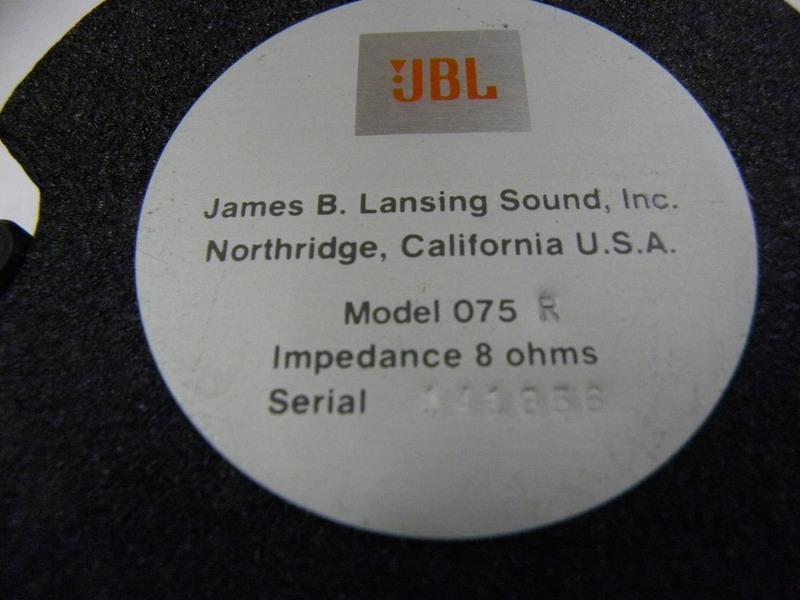 JBL
James B. Lansing Sound, Inc.
Northridge, California U.S.A.
Model 075 R
Impedance 8 ohms
Serial